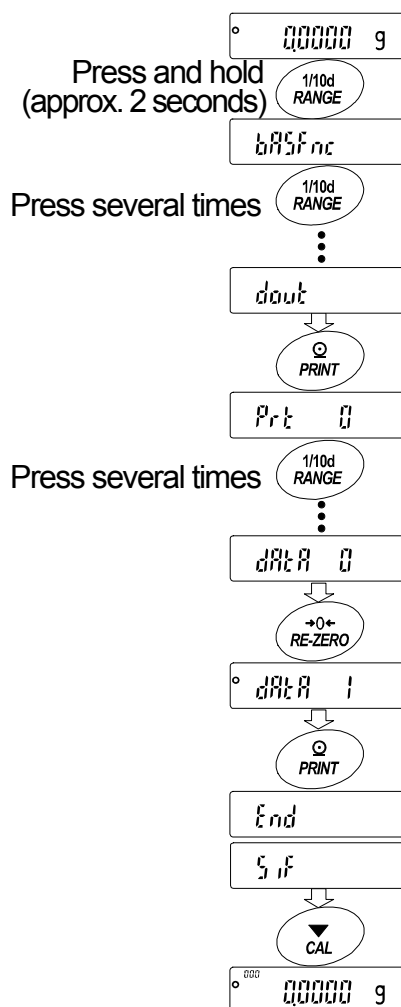 0.0000 g
Press and hold
(approx. 2 seconds)
1/10d
RANGE
bASFnc
Press several times
1/10d
RANGE
dout
PRINT
Prt 0
Press several times
1/10d
RANGE
dAtA 0
→0←
RE-ZERO
dAtA 1
PRINT
End
SiF
CAL
000
0.0000 g